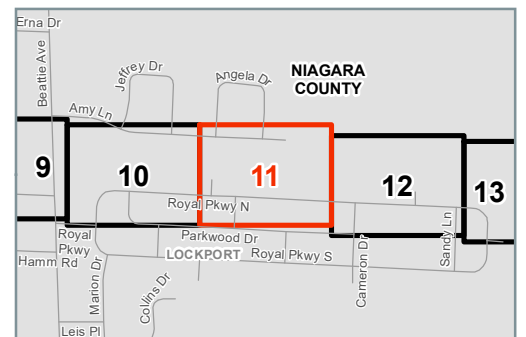 Erna Dr
Beattie Ave
Jeffrey Dr
Angela Dr
NIAGARA
COUNTY
Amy Ln
9
10
11
12
13
Royal Pkwy N
Royal
Pkwy
Parkwood Dr
LOCKPORT
Royal Pkwy S
Hamm Rd
Marion Dr
Collins Dr
Cameron Dr
Sandy Ln
Leis Pl